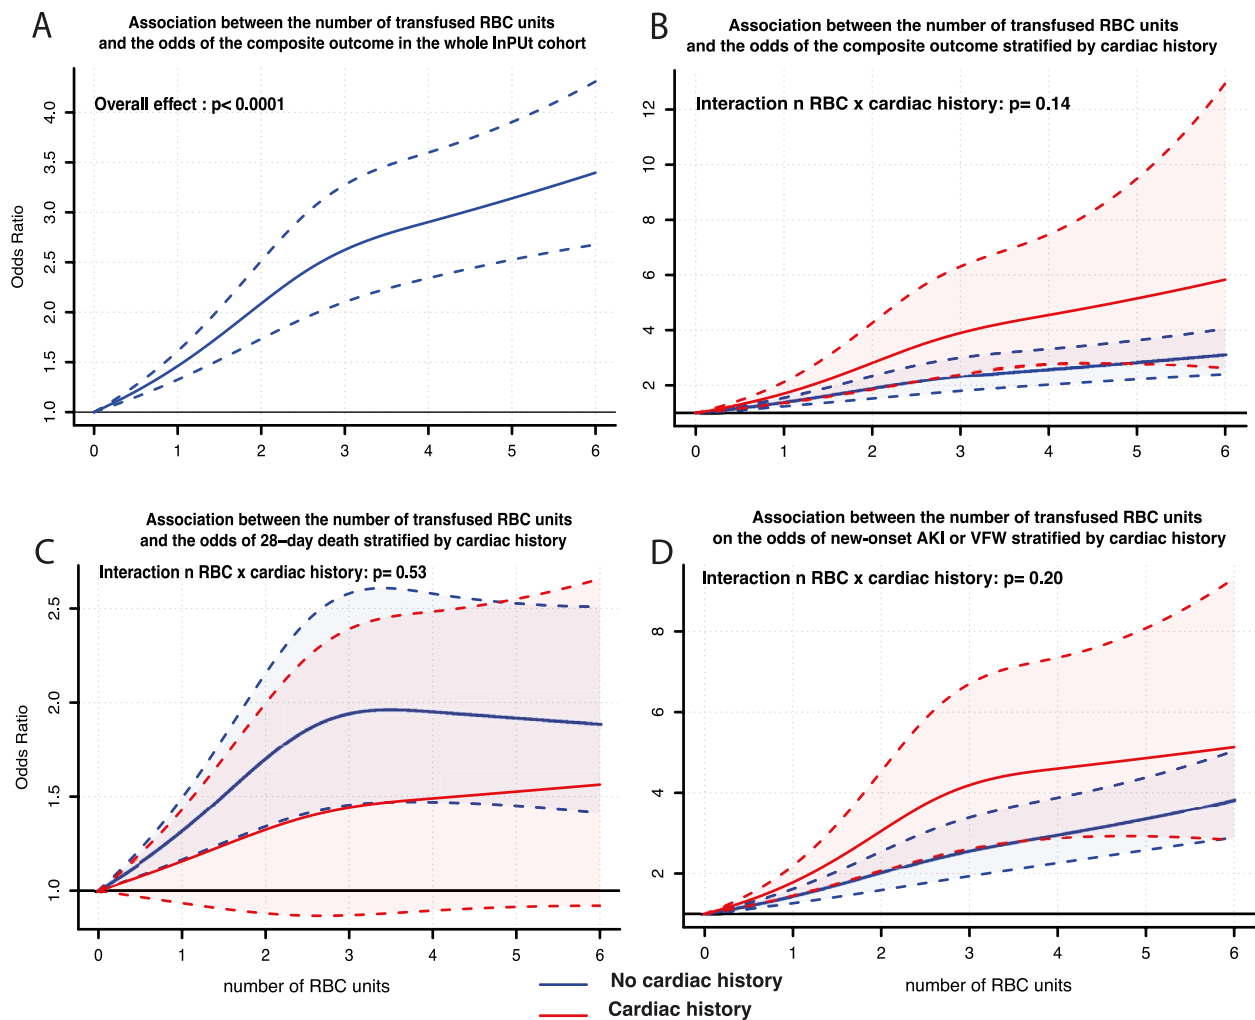 A
Association between the number of transfused RBC units
and the odds of the composite outcome in the whole InPUt cohort
Overall effect : p< 0.0001
Odds Ratio
4.0
3.5
3.0
2.5
2.0
1.5
1.0
0 1 2 3 4 5 6
B
Association between the number of transfused RBC units
and the odds of the composite outcome stratified by cardiac history
Interaction n RBC x cardiac history: p= 0.14
12
10
8
6
4
2
0 1 2 3 4 5 6
C
Association between the number of transfused RBC units
and the odds of 28–day death stratified by cardiac history
Interaction n RBC x cardiac history: p= 0.53
Odds Ratio
2.5
2.0
1.5
1.0
0 1 2 3 4 5 6
number of RBC units
D
Association between the number of transfused RBC units
on the odds of new-onset AKI or VFW stratified by cardiac history
Interaction n RBC x cardiac history: p= 0.20
8
6
4
2
0 1 2 3 4 5 6
number of RBC units
No cardiac history
Cardiac history